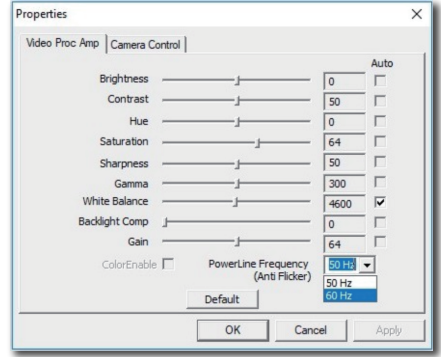 Properties
Video Proc Amp Camera Control
Auto
Brightness 0
Contrast 50
Hue 0
Saturation 64
Sharpness 50
Gamma 300
White Balance 4600
Backlight Comp 0
Gain 64
ColorEnable PowerLine Frequency 50 Hz
(Anti Flicker)
50 Hz
60 Hz
Default
OK Cancel Apply